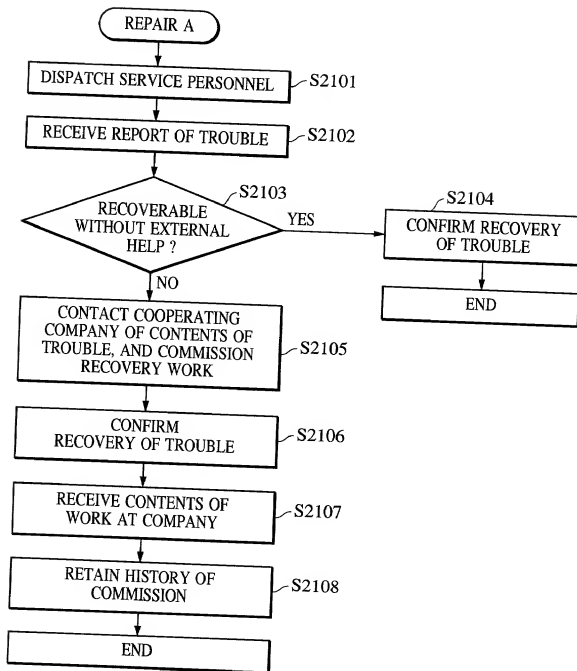 REPAIR A
DISPATCH SERVICE PERSONNEL
S2101
RECEIVE REPORT OF TROUBLE
S2102
S2103
RECOVERABLE
WITHOUT EXTERNAL
HELP ?
YES
S2104
CONFIRM RECOVERY
OF TROUBLE
END
NO
CONTACT COOPERATING
COMPANY OF CONTENTS OF
TROUBLE, AND COMMISSION
RECOVERY WORK
S2105
CONFIRM
RECOVERY OF TROUBLE
S2106
RECEIVE CONTENTS OF
WORK AT COMPANY
S2107
RETAIN HISTORY OF
COMMISSION
S2108
END